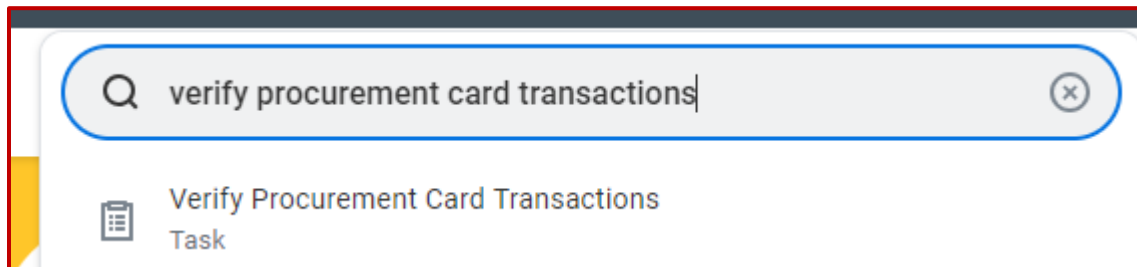 verify procurement card transactions
Verify Procurement Card Transactions
Task